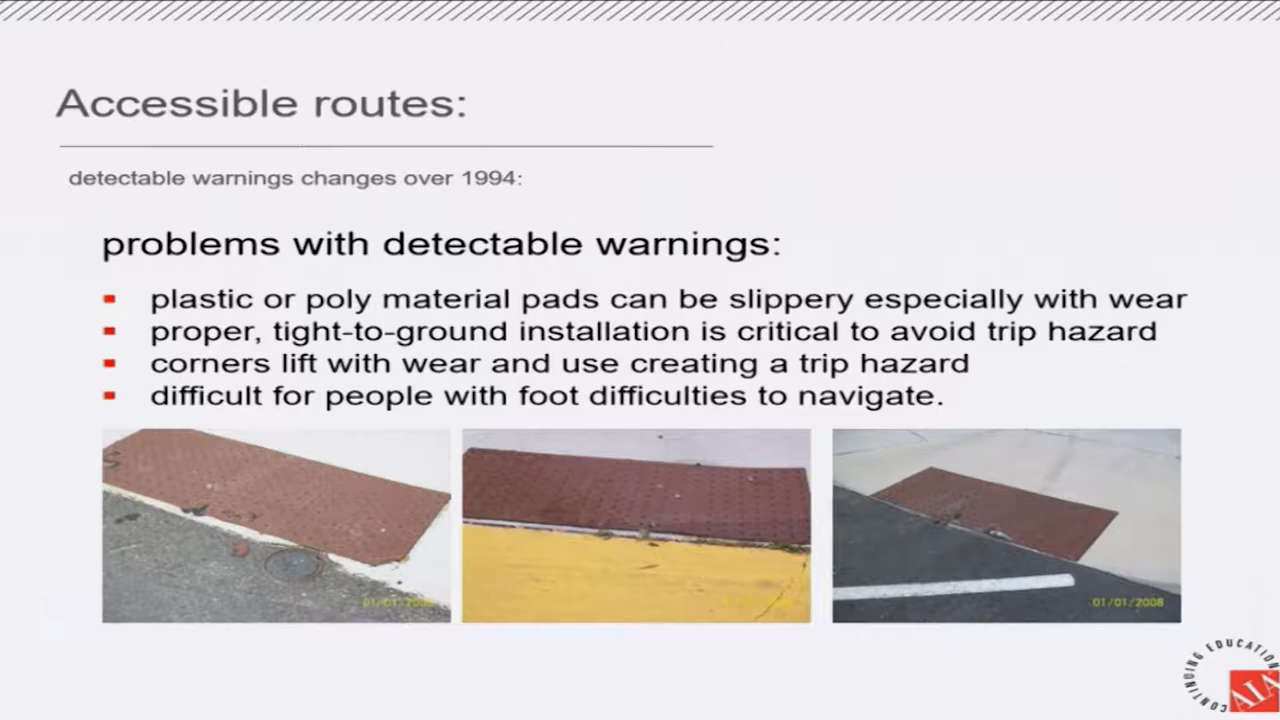 Accessible routes:
detectable warnings changes over 1994:
problems with detectable warnings:
plastic or poly material pads can be slippery especially with wear
proper, tight-to-ground installation is critical to avoid trip hazard
corners lift with wear and use creating a trip hazard
difficult for people with foot difficulties to navigate.
01/01/2008
01/01/2008
CONTINUING EDUCATION
AIA